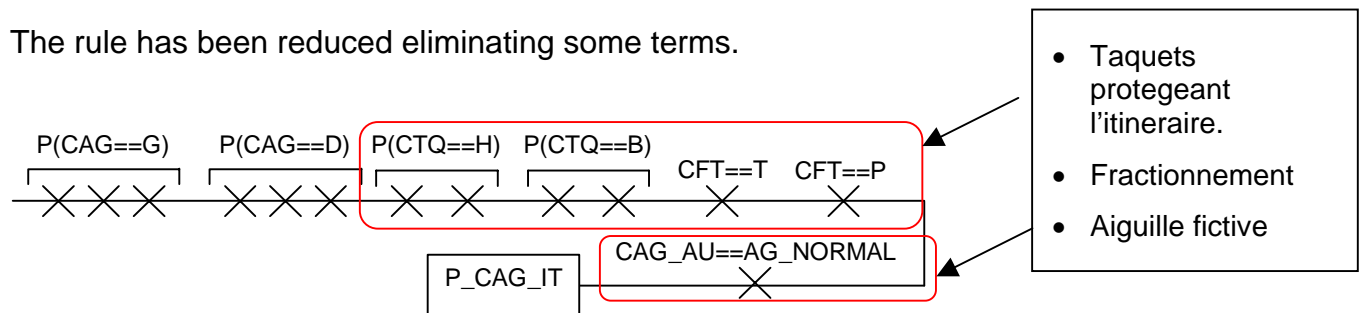 The rule has been reduced eliminating some terms.
• Taquets
protegeant
l'itineraire.
• Fractionnement
• Aiguille fictive
P(CAG==G) P(CAG==D) P(CTQ==H) P(CTQ==B) CFT==T CFT==P
CAG_AU==AG_NORMAL
P_CAG_IT